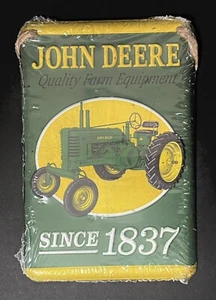 JOHN DEERE
Quality Farm Equipment
SINCE 1837